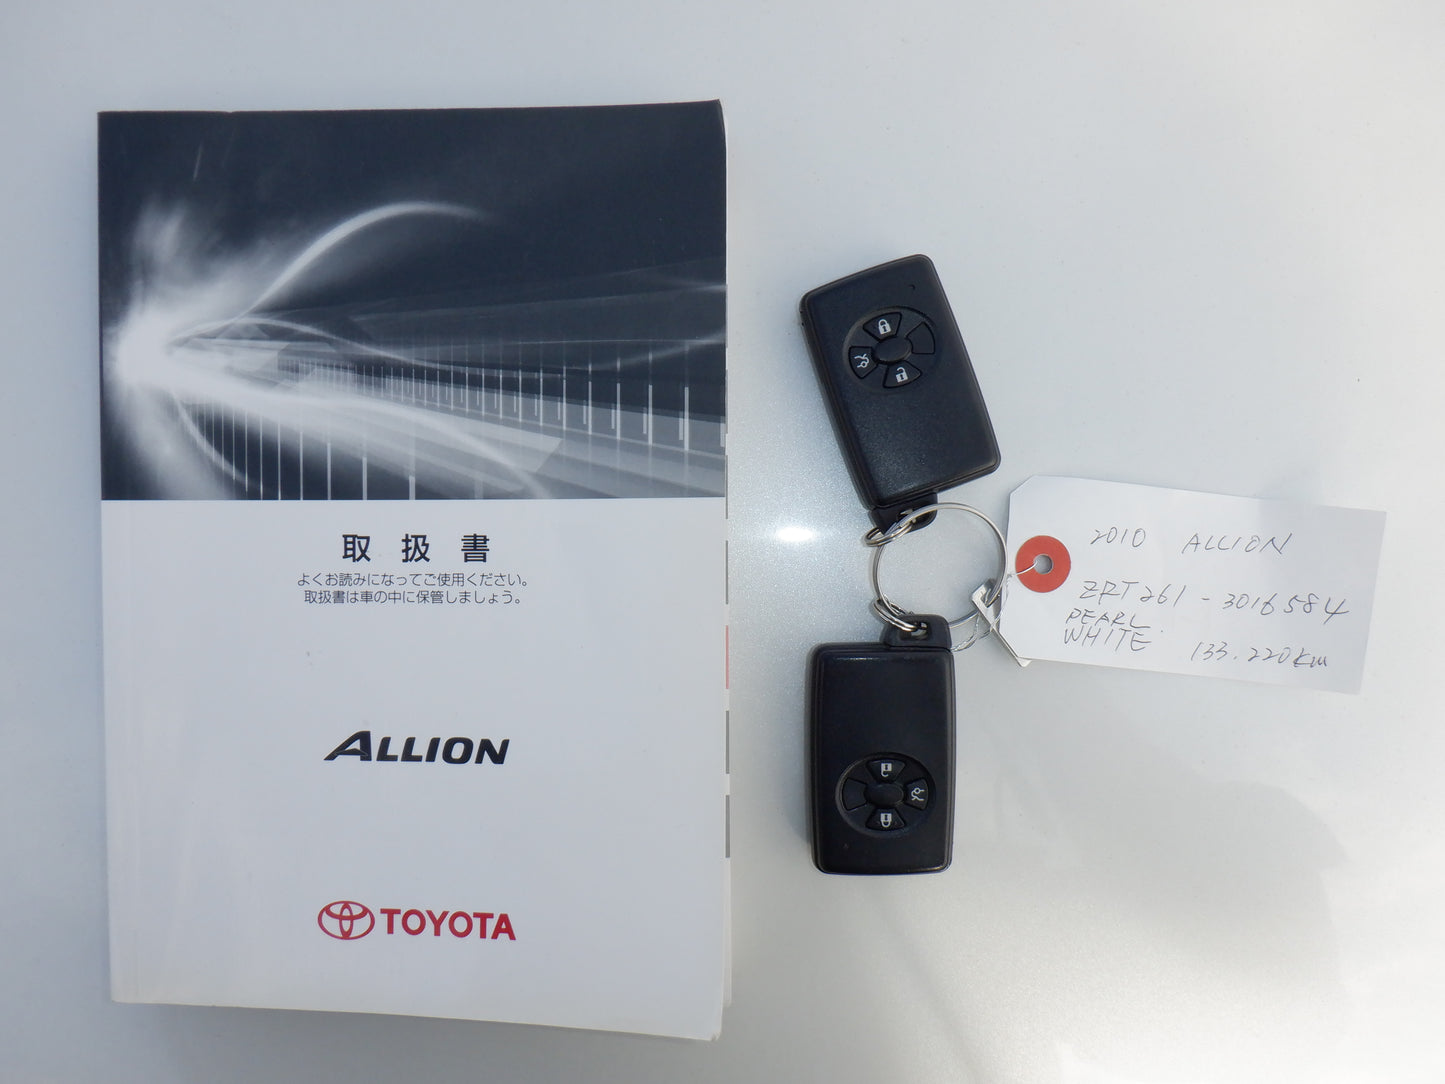 取扱書
よくお読みになってご使用ください。
取扱書は車の中に保管しましょう。
ALLION
TOYOTA
2010 ALLION
ZRT261-3016584
PEARL
WHITE 133.220km